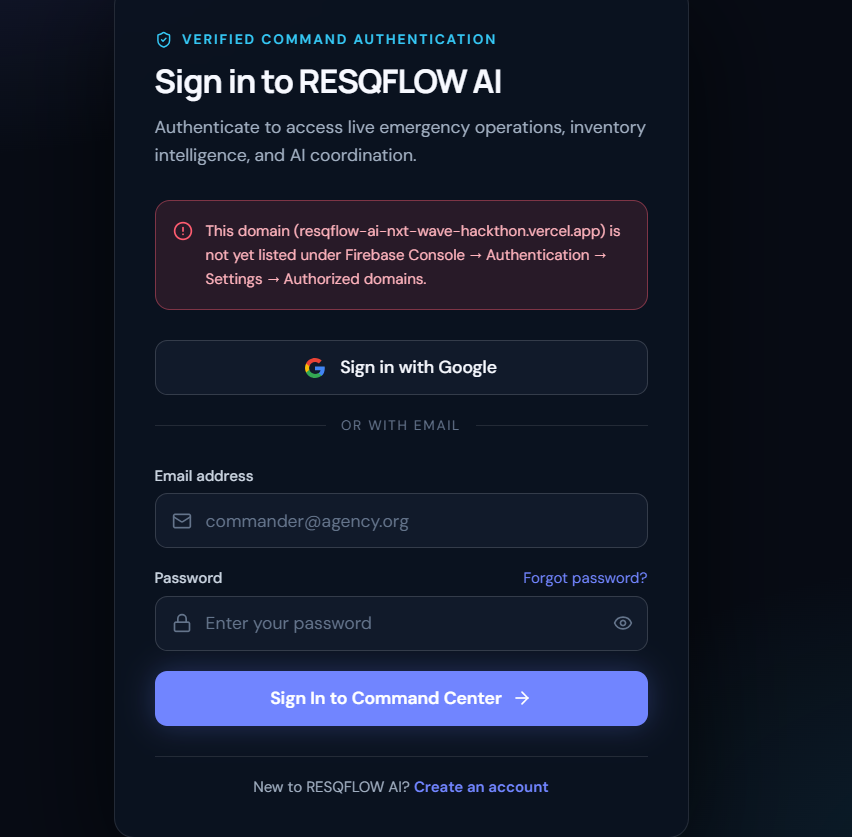 VERIFIED COMMAND AUTHENTICATION
Sign in to RESQFLOW AI
Authenticate to access live emergency operations, inventory
intelligence, and AI coordination.
This domain (resqflow-ai-nxt-wave-hackthon.vercel.app) is
not yet listed under Firebase Console → Authentication →
Settings → Authorized domains.
Sign in with Google
OR WITH EMAIL
Email address
commander@agency.org
Password Forgot password?
Enter your password
Sign In to Command Center →
New to RESQFLOW AI? Create an account